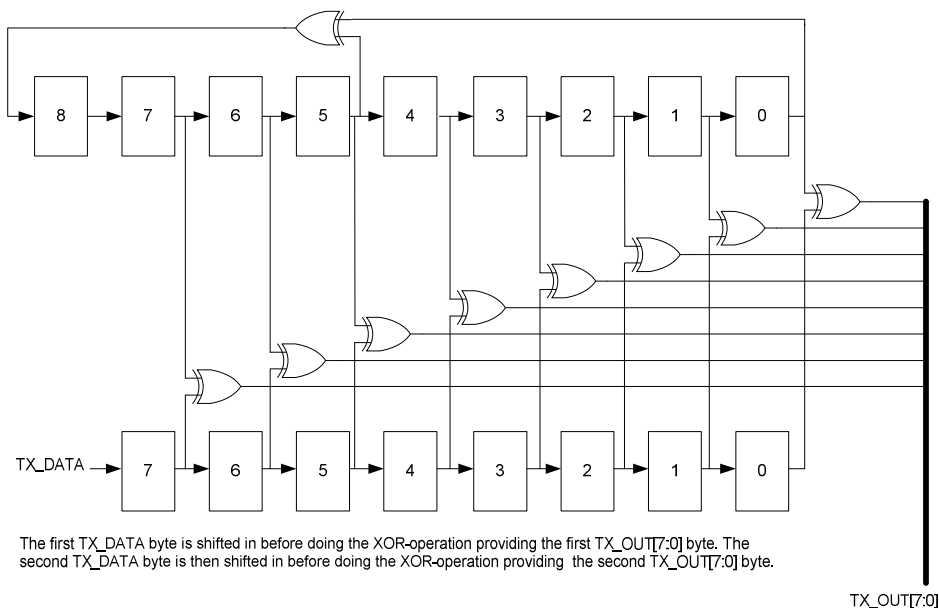 8 7 6 5 4 3 2 1 0
TX_DATA 7 6 5 4 3 2 1 0
The first TX_DATA byte is shifted in before doing the XOR-operation providing the first TX_OUT[7:0] byte. The
second TX_DATA byte is then shifted in before doing the XOR-operation providing the second TX_OUT[7:0] byte.
TX_OUT[7:0]